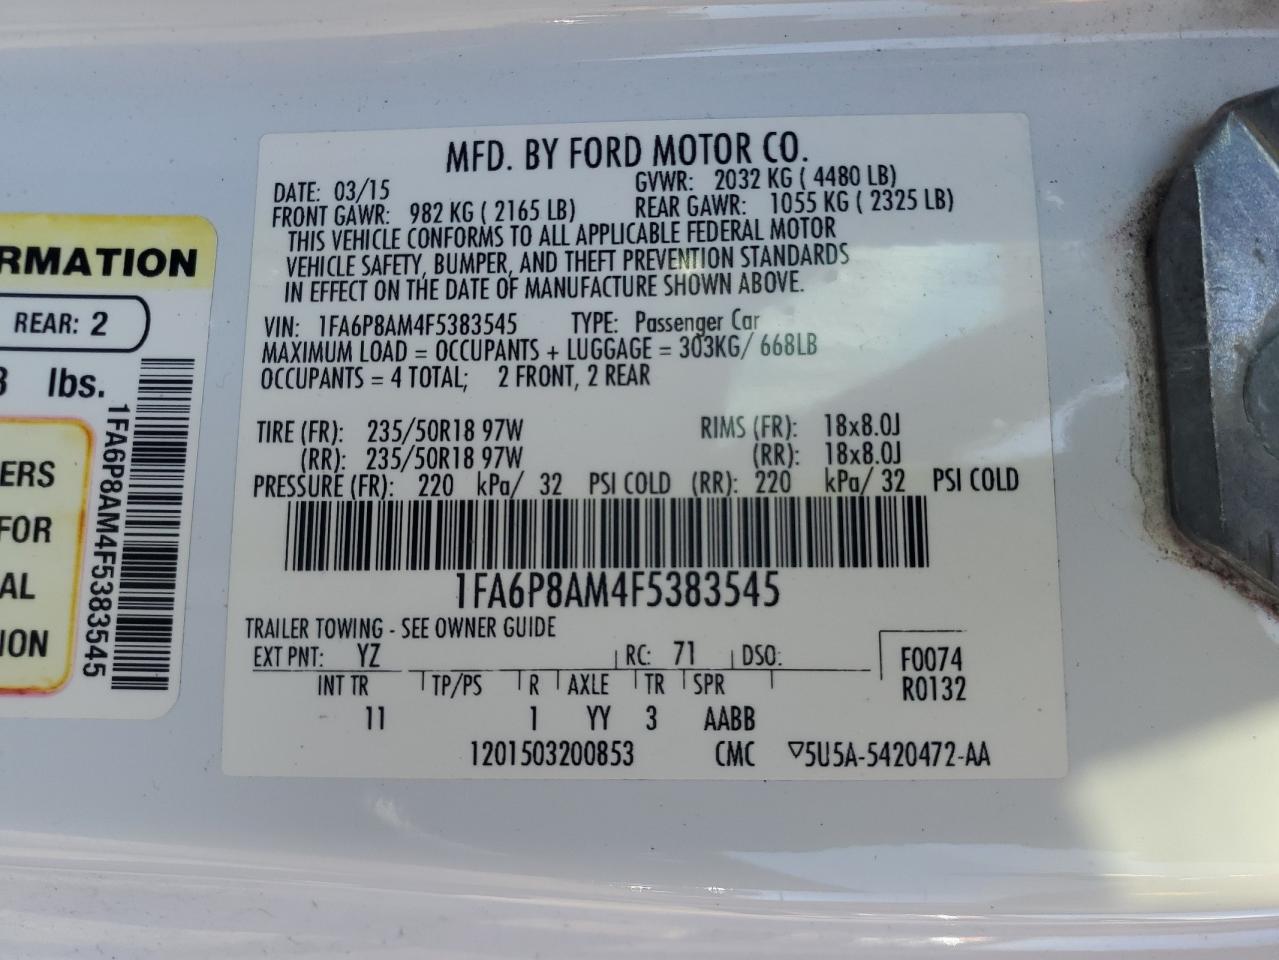 MFD. BY FORD MOTOR CO.
DATE: 03/15 GVWR: 2032 KG ( 4480 LB)
FRONT GAWR: 982 KG ( 2165 LB) REAR GAWR: 1055 KG ( 2325 LB)
THIS VEHICLE CONFORMS TO ALL APPLICABLE FEDERAL MOTOR
VEHICLE SAFETY, BUMPER, AND THEFT PREVENTION STANDARDS
IN EFFECT ON THE DATE OF MANUFACTURE SHOWN ABOVE.
VIN: 1FA6P8AM4F5383545 TYPE: Passenger Car
MAXIMUM LOAD = OCCUPANTS + LUGGAGE = 303KG/ 668LB
OCCUPANTS = 4 TOTAL; 2 FRONT, 2 REAR
TIRE (FR): 235/50R18 97W RIMS (FR): 18x8.0J
(RR): 235/50R18 97W (RR): 18x8.0J
PRESSURE (FR): 220 kPa/ 32 PSI COLD (RR): 220 kPa/ 32 PSI COLD
1FA6P8AM4F5383545
TRAILER TOWING - SEE OWNER GUIDE
EXT PNT: YZ RC: 71 DSO: F0074
INT TR TP/PS R AXLE TR SPR R0132
11 1 YY 3 AABB
1201503200853 CMC ▽5U5A-5420472-AA
RMATION
REAR: 2
8 lbs.
1FA6P8AM4F5383545
ERS
FOR
AL
ION